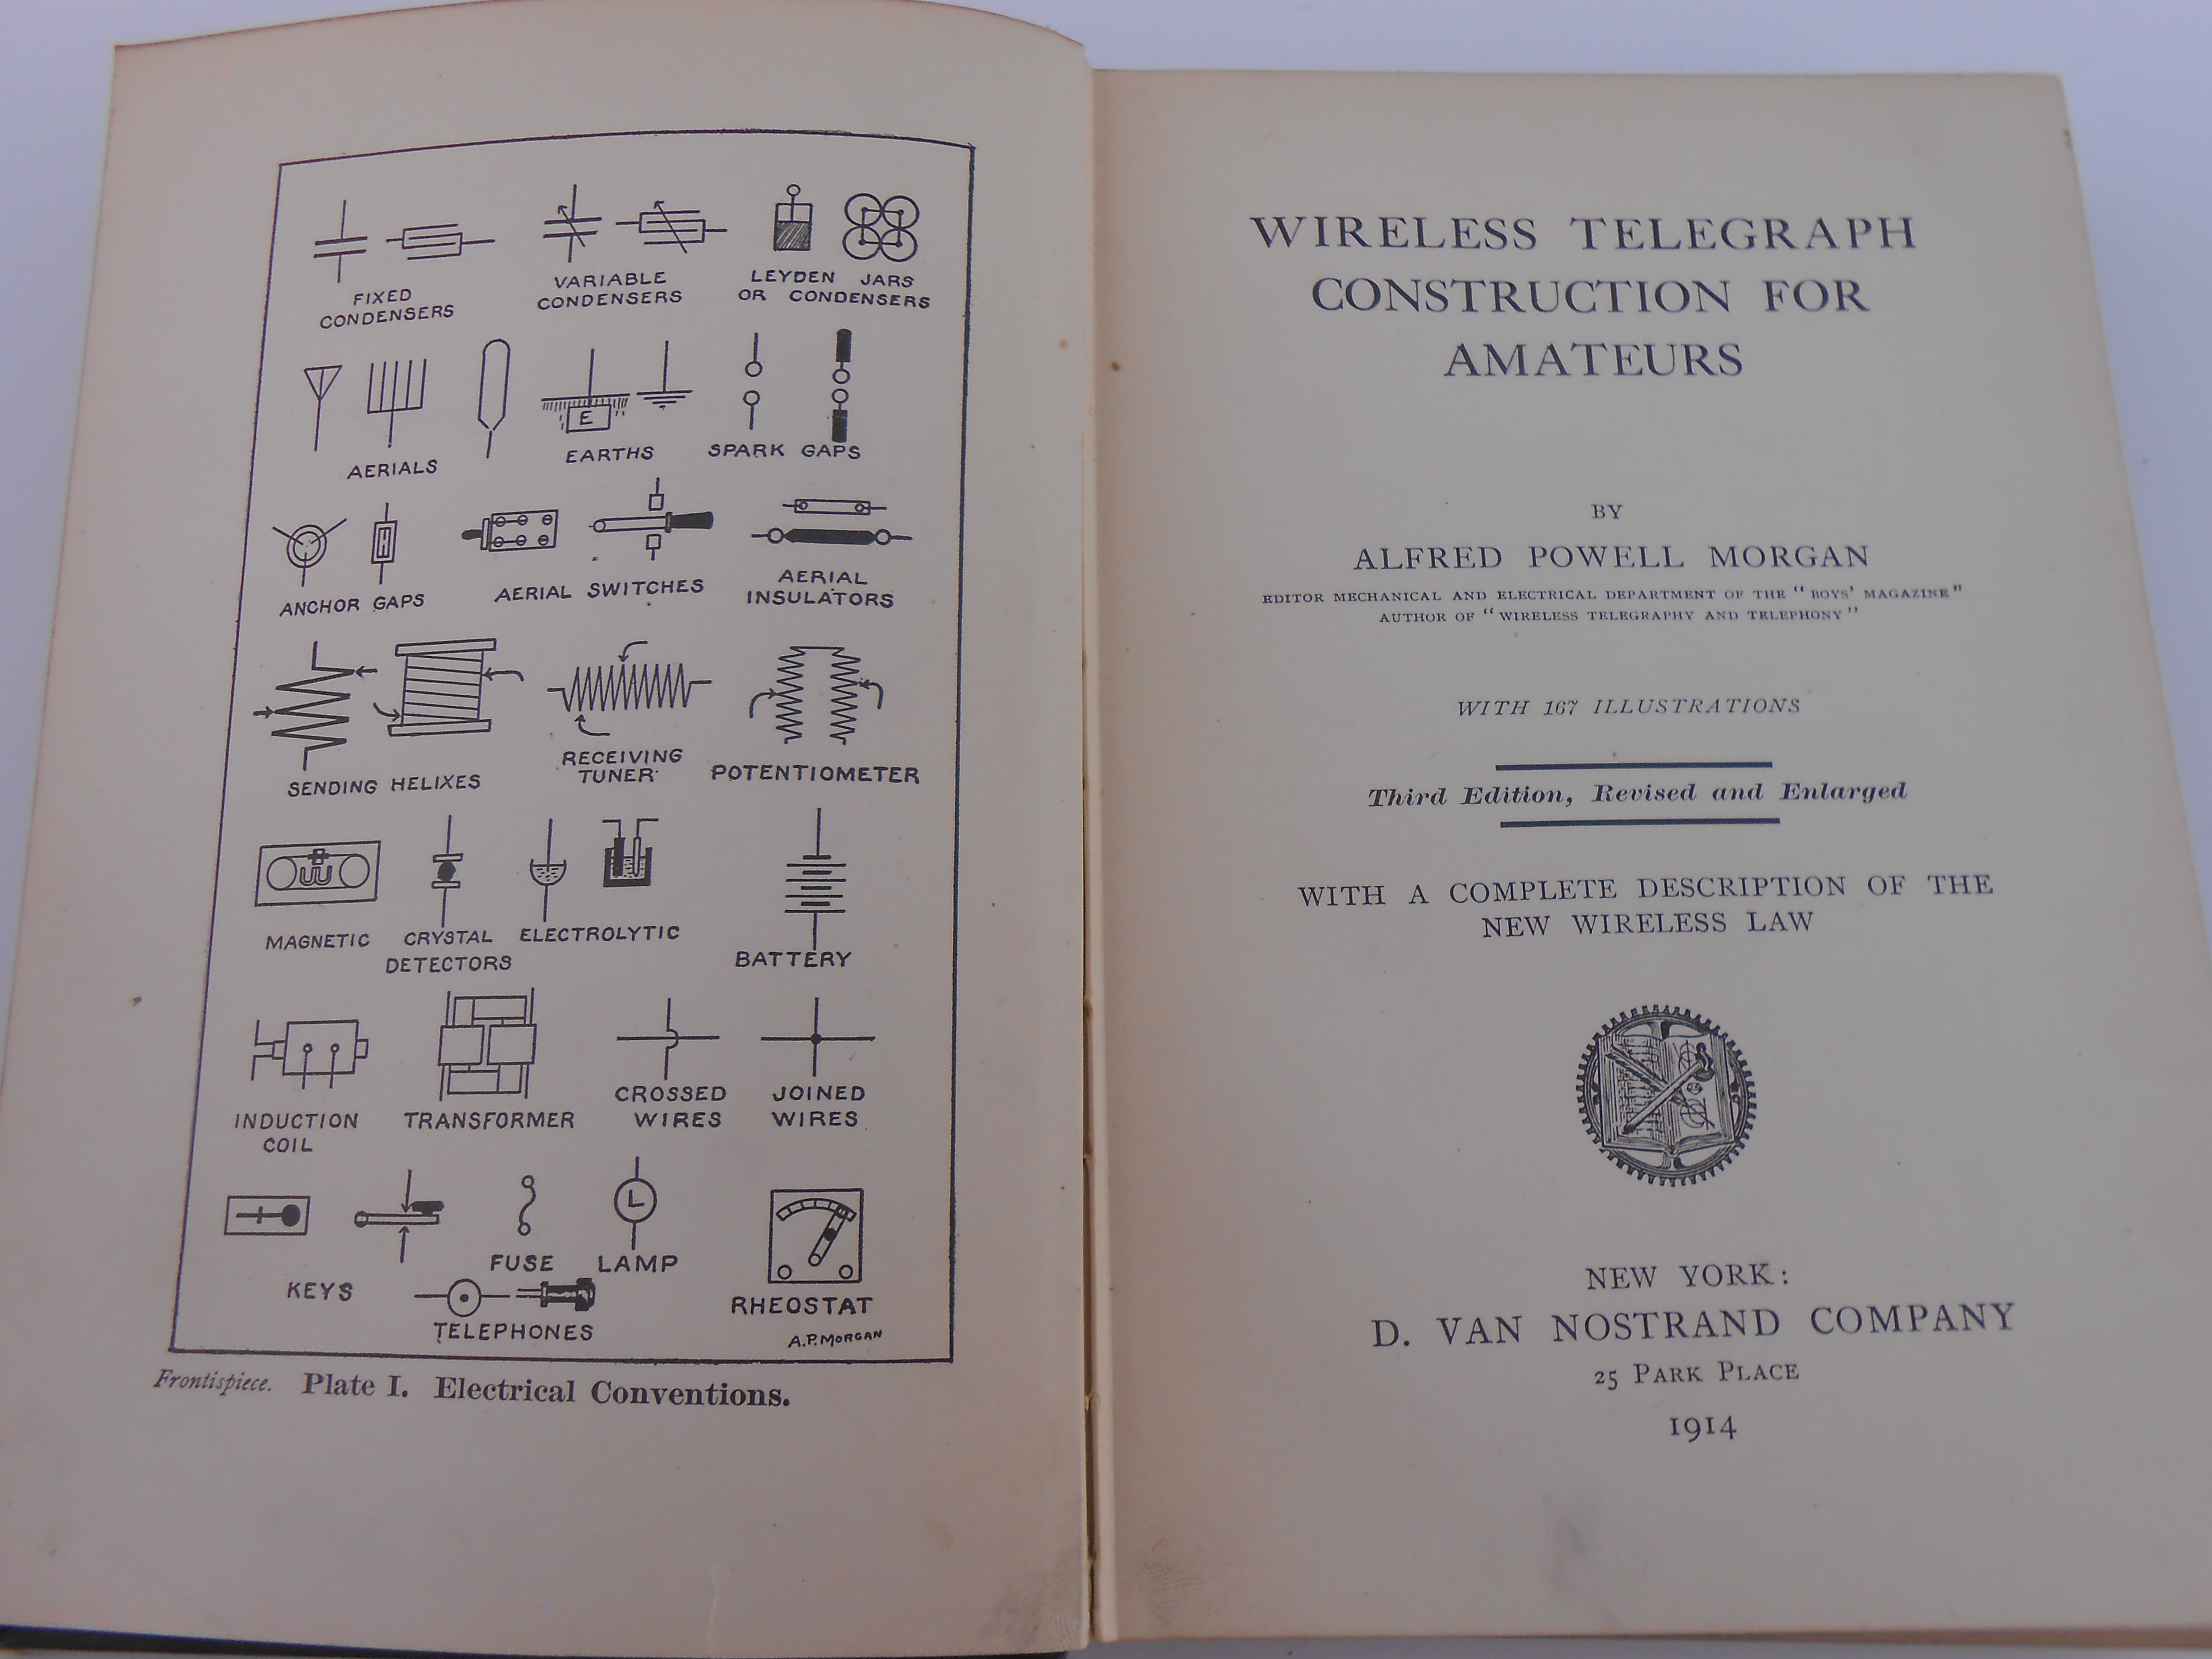 FIXED
CONDENSERS
VARIABLE
CONDENSERS
LEYDEN JARS
OR CONDENSERS
AERIALS
E
EARTHS
SPARK GAPS
ANCHOR GAPS
AERIAL SWITCHES
AERIAL
INSULATORS
SENDING HELIXES
RECEIVING
TUNER
POTENTIOMETER
MAGNETIC
CRYSTAL
ELECTROLYTIC
DETECTORS
BATTERY
INDUCTION
COIL
TRANSFORMER
CROSSED
WIRES
JOINED
WIRES
KEYS
FUSE
L
LAMP
TELEPHONES
RHEOSTAT
A.P. MORGAN
Frontispiece. Plate I. Electrical Conventions.
WIRELESS TELEGRAPH
CONSTRUCTION FOR
AMATEURS
BY
ALFRED POWELL MORGAN
EDITOR MECHANICAL AND ELECTRICAL DEPARTMENT OF THE "BOYS' MAGAZINE"
AUTHOR OF "WIRELESS TELEGRAPHY AND TELEPHONY"
WITH 167 ILLUSTRATIONS
Third Edition, Revised and Enlarged
WITH A COMPLETE DESCRIPTION OF THE
NEW WIRELESS LAW
NEW YORK:
D. VAN NOSTRAND COMPANY
25 PARK PLACE
1914